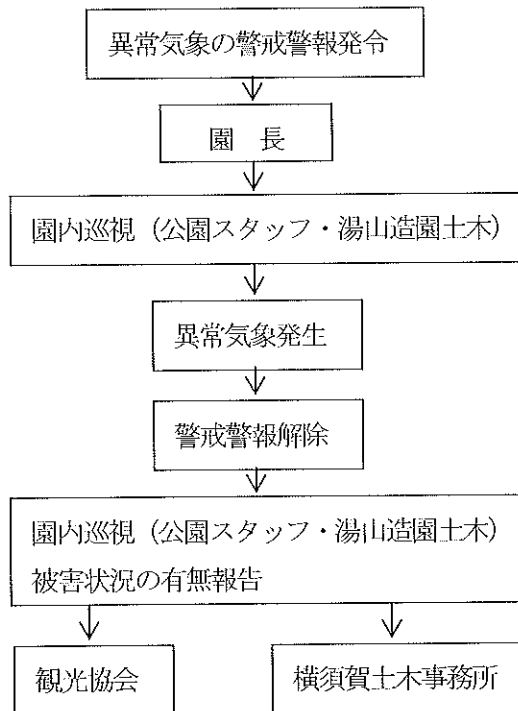 異常気象の警戒警報発令
園 長
園内巡視（公園スタッフ・湯山造園土木）
異常気象発生
警戒警報解除
園内巡視（公園スタッフ・湯山造園土木）
被害状況の有無報告
観光協会
横須賀土木事務所